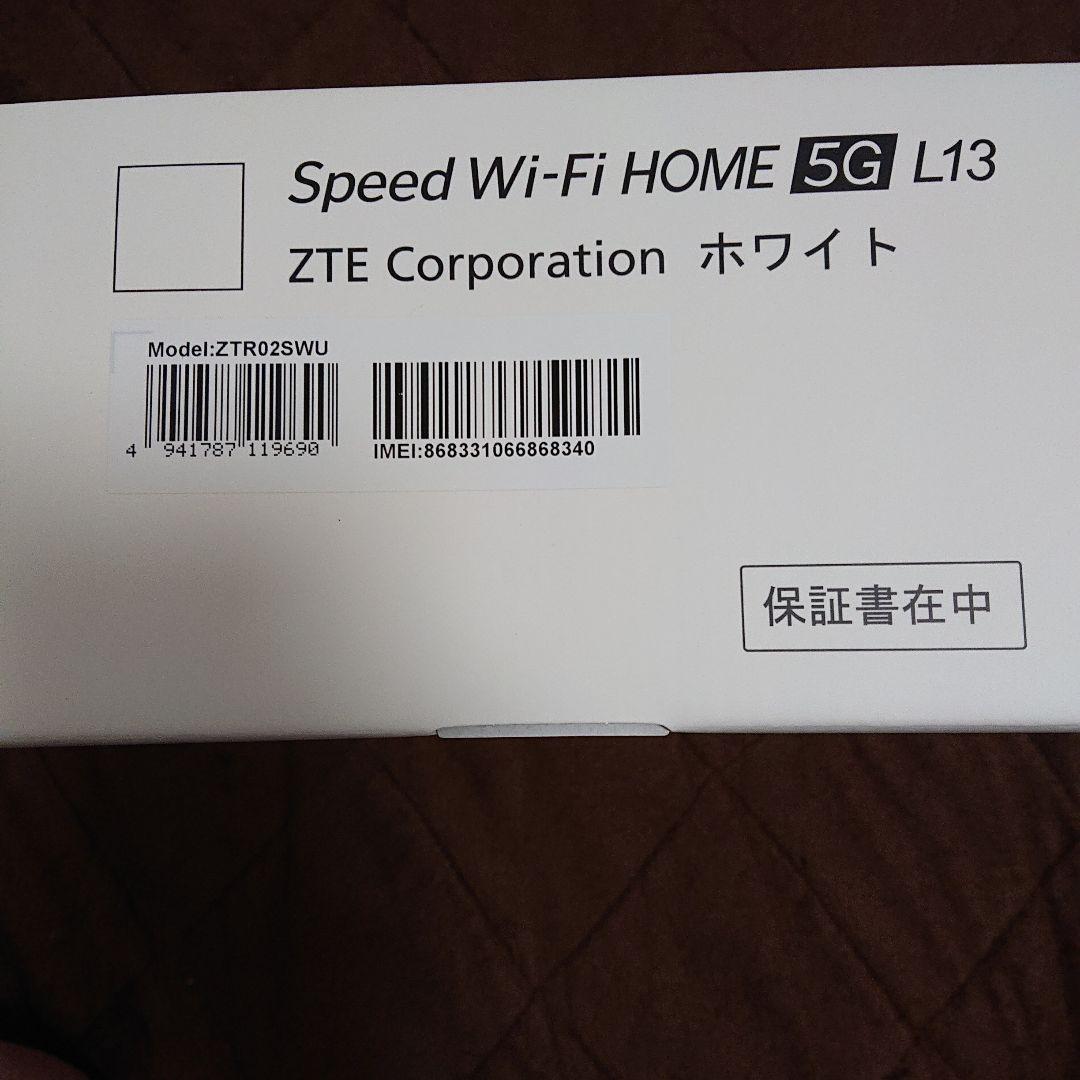 Speed Wi-Fi HOME 5G L13
ZTE Corporation ホワイト
Model:ZTR02SWU
4 941787 119690
IMEI:868331066868340
保証書在中